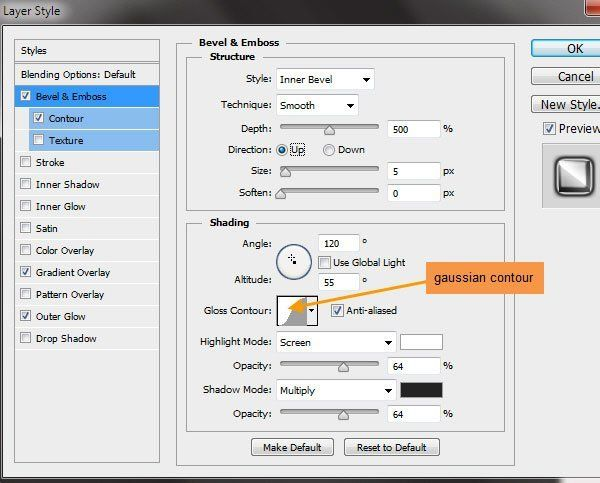 Layer Style
Styles
Blending Options: Default
Bevel & Emboss
Contour
Texture
Stroke
Inner Shadow
Inner Glow
Satin
Color Overlay
Gradient Overlay
Pattern Overlay
Outer Glow
Drop Shadow
Bevel & Emboss
Structure
Style: Inner Bevel
Technique: Smooth
Depth: 500 %
Direction: Up Down
Size: 5 px
Soften: 0 px
Shading
Angle: 120 °
Use Global Light
Altitude: 55 °
gaussian contour
Gloss Contour: Anti-aliased
Highlight Mode: Screen
Opacity: 64 %
Shadow Mode: Multiply
Opacity: 64 %
Make Default Reset to Default
OK
Cancel
New Style...
Preview